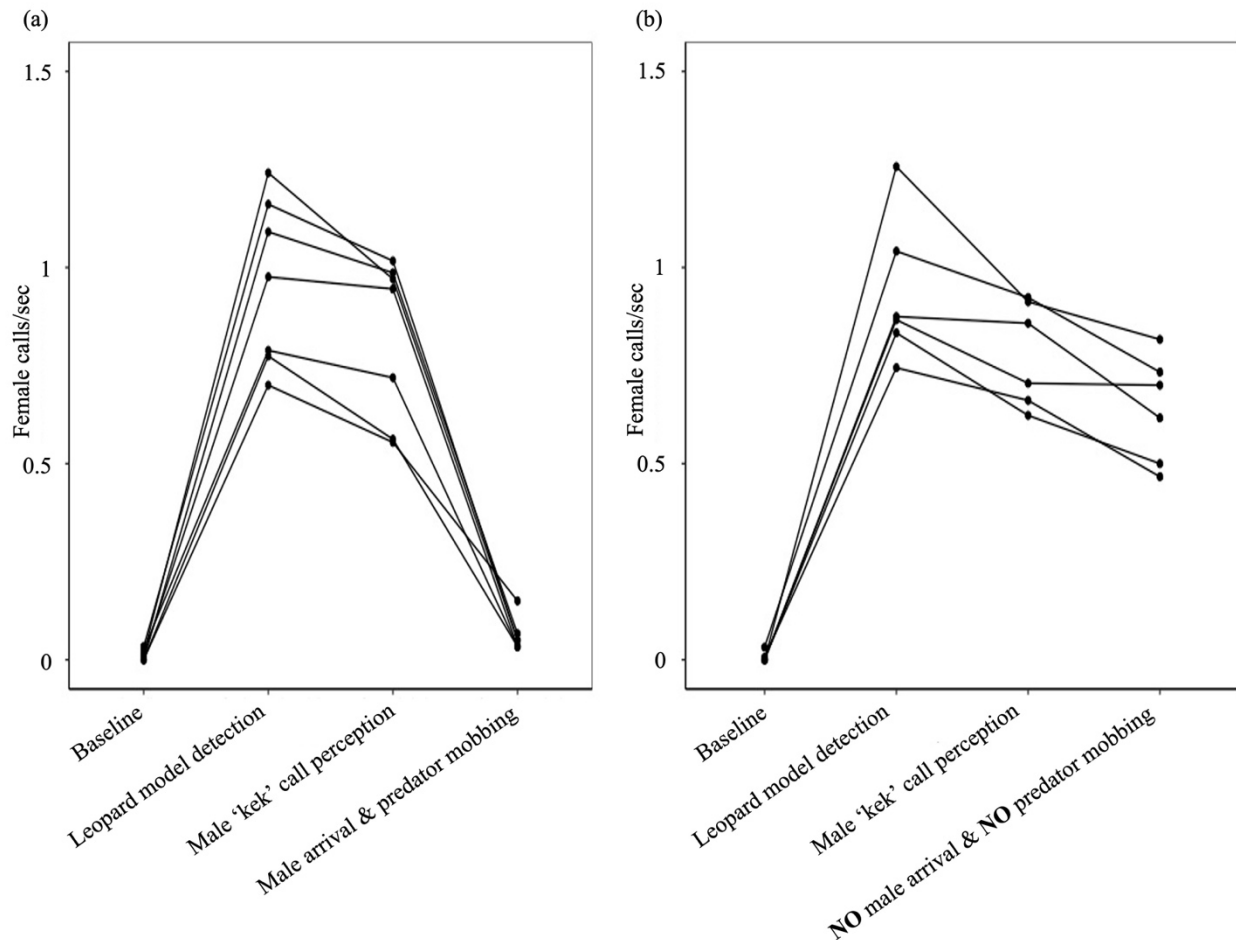 (a)
Female calls/sec
1.5
1
0.5
0
Baseline
Leopard model detection
Male ‘kek’ call perception
Male arrival & predator mobbing
(b)
Female calls/sec
1.5
1
0.5
0
Baseline
Leopard model detection
Male ‘kek’ call perception
NO male arrival & NO predator mobbing